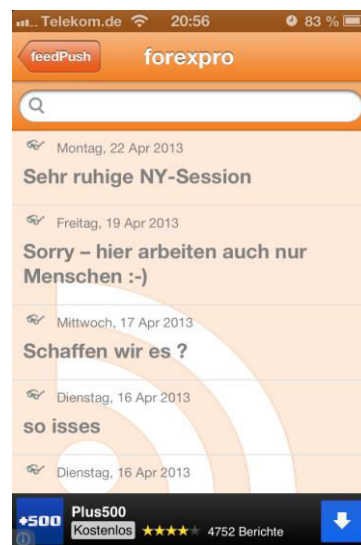 Telekom.de 20:56 83 %
feedPush forexpro
Montag, 22 Apr 2013
Sehr ruhige NY-Session
Freitag, 19 Apr 2013
Sorry – hier arbeiten auch nur
Menschen :-)
Mittwoch, 17 Apr 2013
Schaffen wir es ?
Dienstag, 16 Apr 2013
so isses
Dienstag, 16 Apr 2013
+500 Plus500
Kostenlos 4752 Berichte